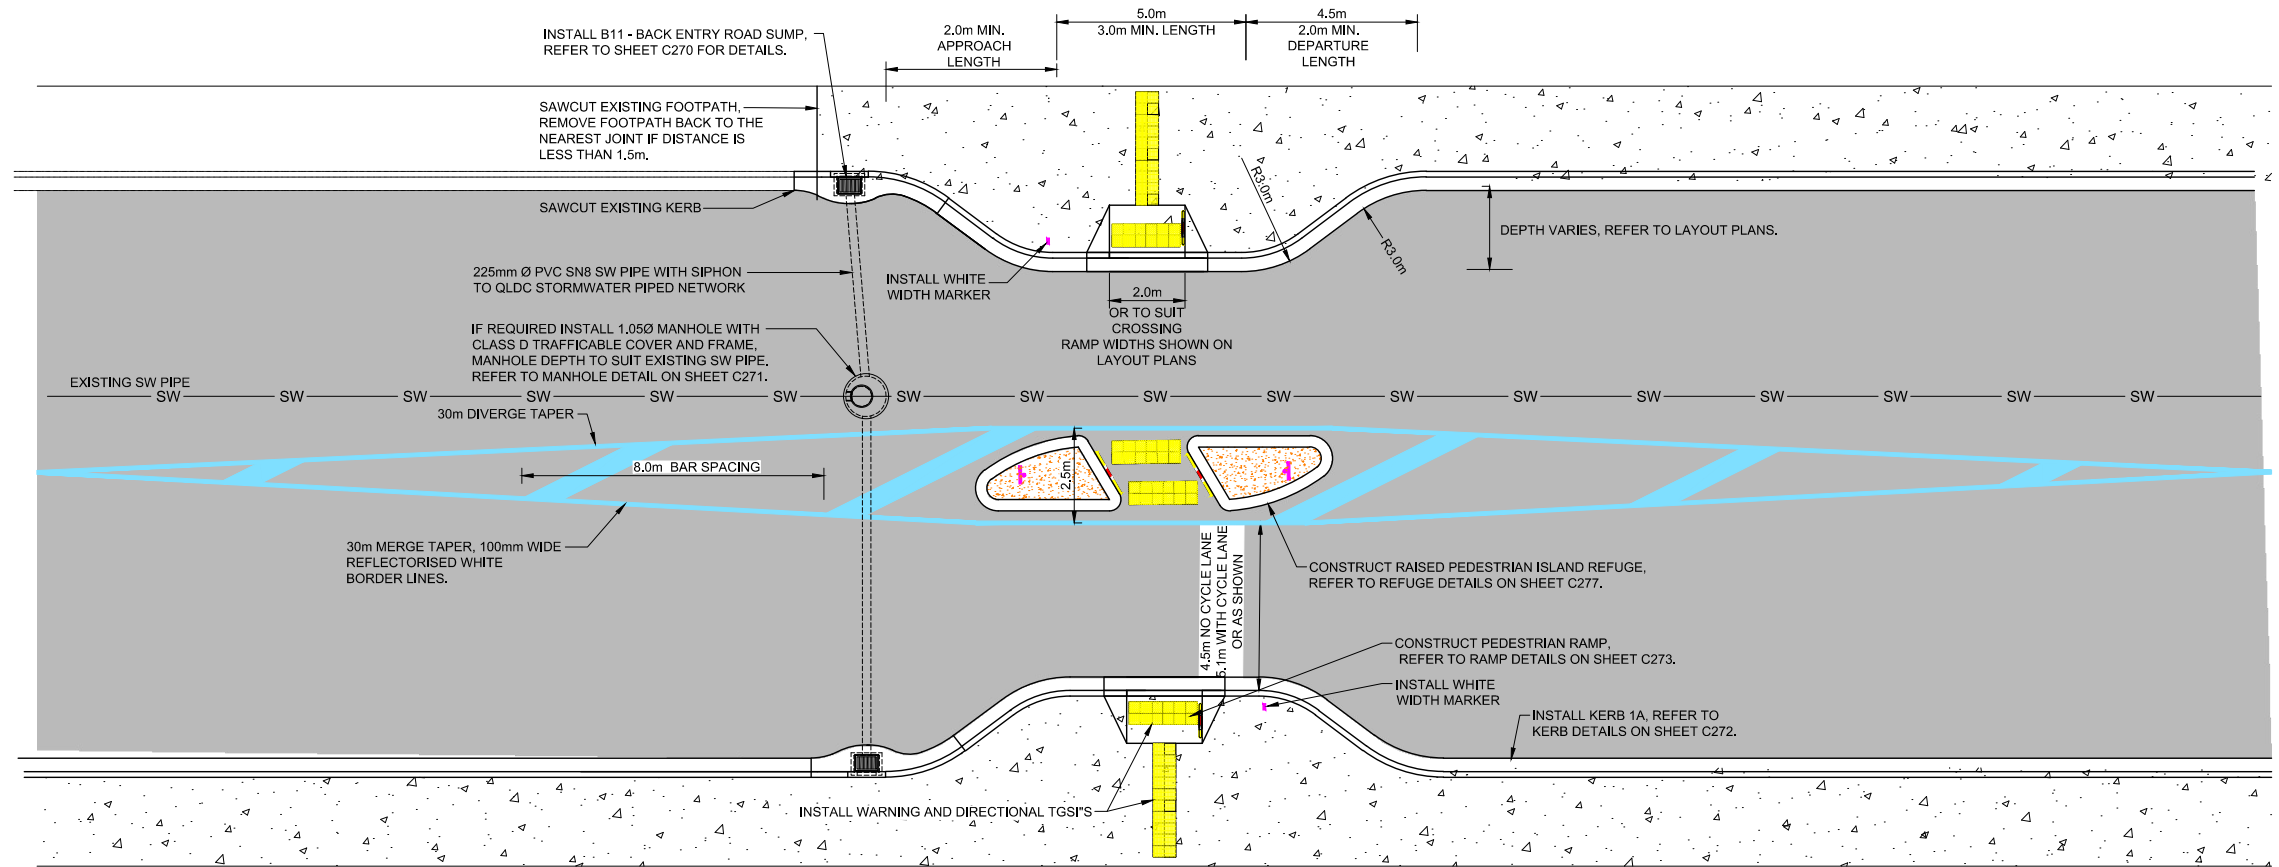 INSTALL B11 - BACK ENTRY ROAD SUMP,
REFER TO SHEET C270 FOR DETAILS.
2.0m MIN.
APPROACH
LENGTH
5.0m
3.0m MIN. LENGTH
4.5m
2.0m MIN.
DEPARTURE
LENGTH
SAWCUT EXISTING FOOTPATH,
REMOVE FOOTPATH BACK TO THE
NEAREST JOINT IF DISTANCE IS
LESS THAN 1.5m.
SAWCUT EXISTING KERB
R3.0m
R3.0m
DEPTH VARIES, REFER TO LAYOUT PLANS.
225mm Ø PVC SN8 SW PIPE WITH SIPHON
TO QLDC STORMWATER PIPED NETWORK
INSTALL WHITE
WIDTH MARKER
2.0m
OR TO SUIT
CROSSING
RAMP WIDTHS SHOWN ON
LAYOUT PLANS
IF REQUIRED INSTALL 1.05Ø MANHOLE WITH
CLASS D TRAFFICABLE COVER AND FRAME,
MANHOLE DEPTH TO SUIT EXISTING SW PIPE.
REFER TO MANHOLE DETAIL ON SHEET C271.
EXISTING SW PIPE
SW SW SW SW SW SW SW SW SW SW SW SW SW SW SW SW SW
30m DIVERGE TAPER
8.0m BAR SPACING
2.5m
30m MERGE TAPER, 100mm WIDE
REFLECTORISED WHITE
BORDER LINES.
4.5m NO CYCLE LANE
5.1m WITH CYCLE LANE
OR AS SHOWN
CONSTRUCT RAISED PEDESTRIAN ISLAND REFUGE,
REFER TO REFUGE DETAILS ON SHEET C277.
CONSTRUCT PEDESTRIAN RAMP,
REFER TO RAMP DETAILS ON SHEET C273.
INSTALL WHITE
WIDTH MARKER
INSTALL KERB 1A, REFER TO
KERB DETAILS ON SHEET C272.
INSTALL WARNING AND DIRECTIONAL TGSI"S